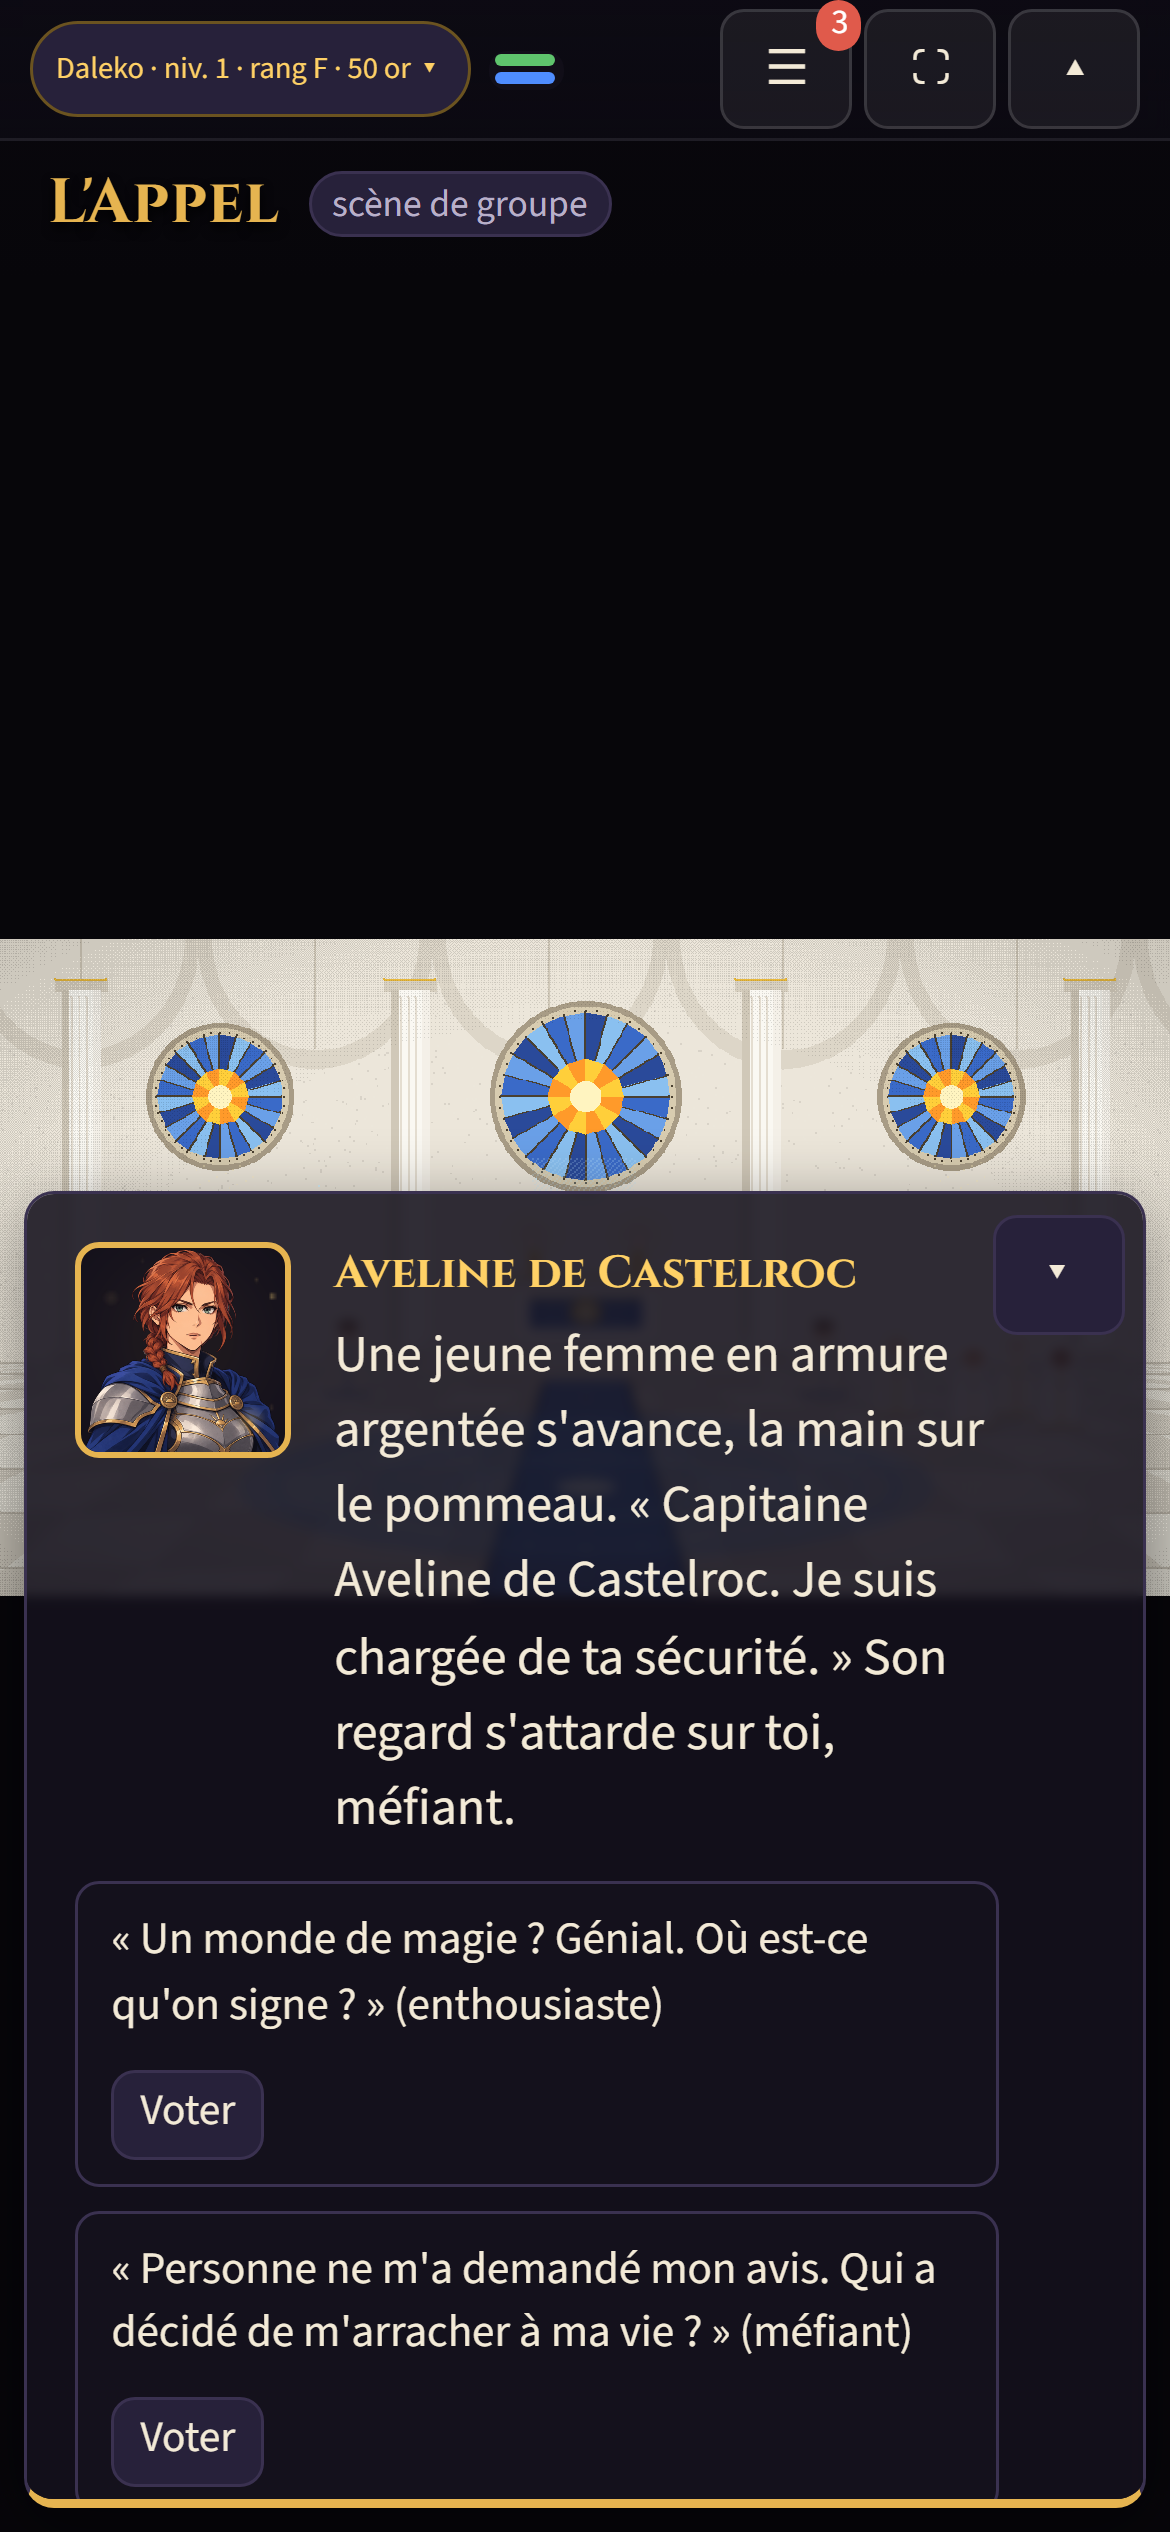 Daleko · niv. 1 · rang F · 50 or ▼
3
L'Appel
scène de groupe
Aveline de Castelroc
Une jeune femme en armure
argentée s'avance, la main sur
le pommeau. « Capitaine
Aveline de Castelroc. Je suis
chargée de ta sécurité. » Son
regard s'attarde sur toi,
méfiant.
« Un monde de magie ? Génial. Où est-ce
qu'on signe ? » (enthousiaste)
Voter
« Personne ne m'a demandé mon avis. Qui a
décidé de m'arracher à ma vie ? » (méfiant)
Voter